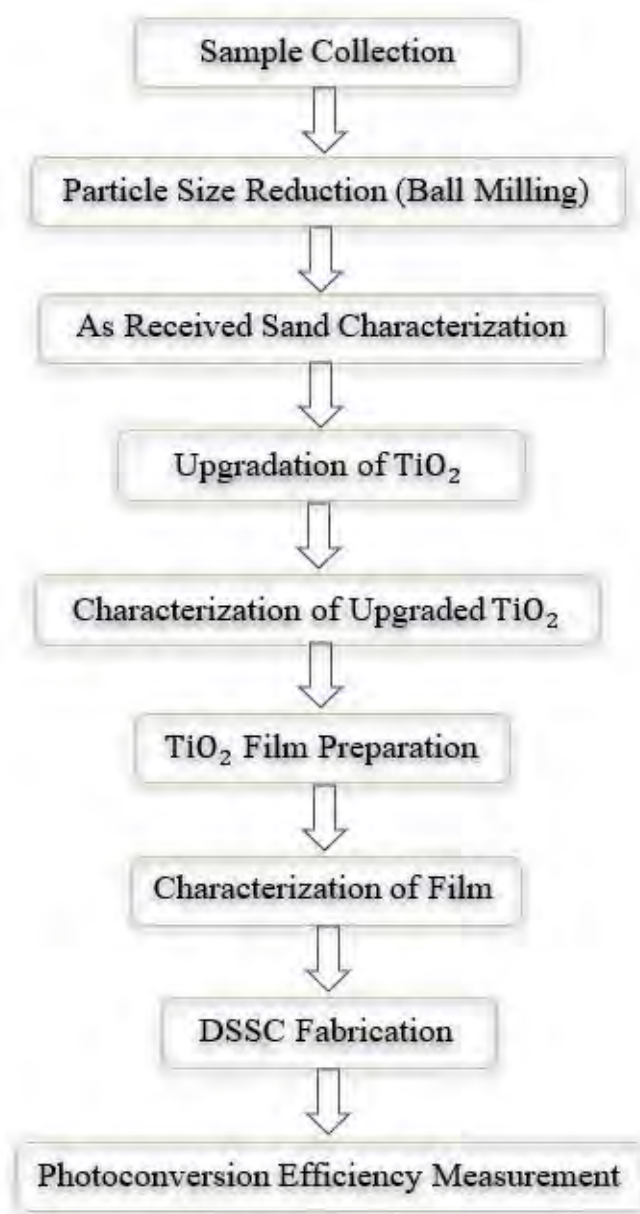 Sample Collection
Particle Size Reduction (Ball Milling)
As Received Sand Characterization
Upgradation of TiO₂
Characterization of Upgraded TiO₂
TiO₂ Film Preparation
Characterization of Film
DSSC Fabrication
Photoconversion Efficiency Measurement